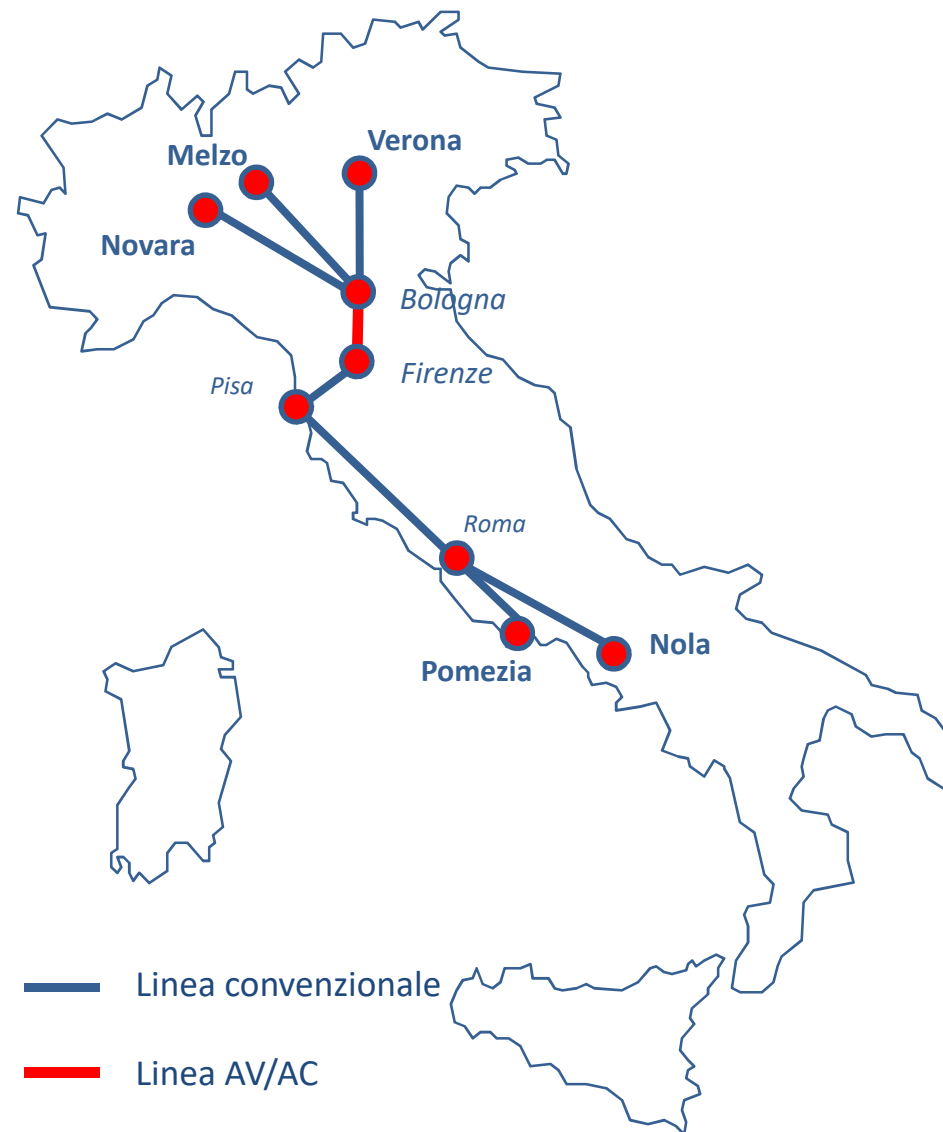 Verona
Melzo
Novara
Bologna
Firenze
Pisa
Roma
Nola
Pomezia
Linea convenzionale
Linea AV/AC